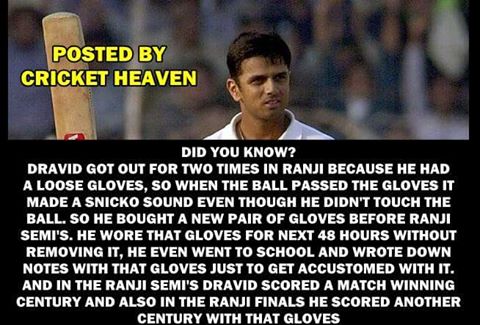 POSTED BY
CRICKET HEAVEN
DID YOU KNOW?
DRAVID GOT OUT FOR TWO TIMES IN RANJI BECAUSE HE HAD
A LOOSE GLOVES, SO WHEN THE BALL PASSED THE GLOVES IT
MADE A SNICKO SOUND EVEN THOUGH HE DIDN'T TOUCH THE
BALL. SO HE BOUGHT A NEW PAIR OF GLOVES BEFORE RANJI
SEMI'S. HE WORE THAT GLOVES FOR NEXT 48 HOURS WITHOUT
REMOVING IT, HE EVEN WENT TO SCHOOL AND WROTE DOWN
NOTES WITH THAT GLOVES JUST TO GET ACCUSTOMED WITH IT.
AND IN THE RANJI SEMI'S DRAVID SCORED A MATCH WINNING
CENTURY AND ALSO IN THE RANJI FINALS HE SCORED ANOTHER
CENTURY WITH THAT GLOVES